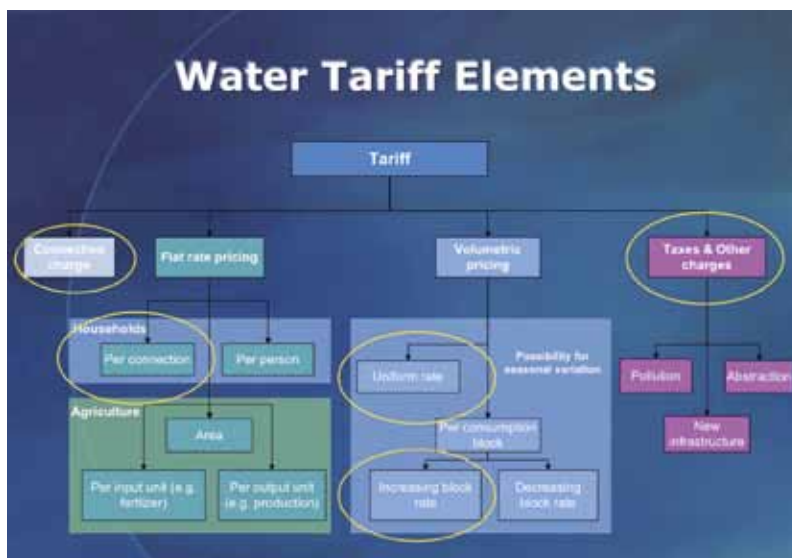 Water Tariff Elements
Tariff
Connection
charge
Flat rate pricing
Volumetric
pricing
Taxes & Other
charges
Households
Per connection
Per person
Agriculture
Area
Per input unit (e.g.
fertlizer)
Per output unit
(e.g. production)
Possibility for
seasonal variation
Uniform rate
Per consumption
block
Increasing block
rate
Decreasing
block rate
Pollution
Abstraction
New
infrastructure